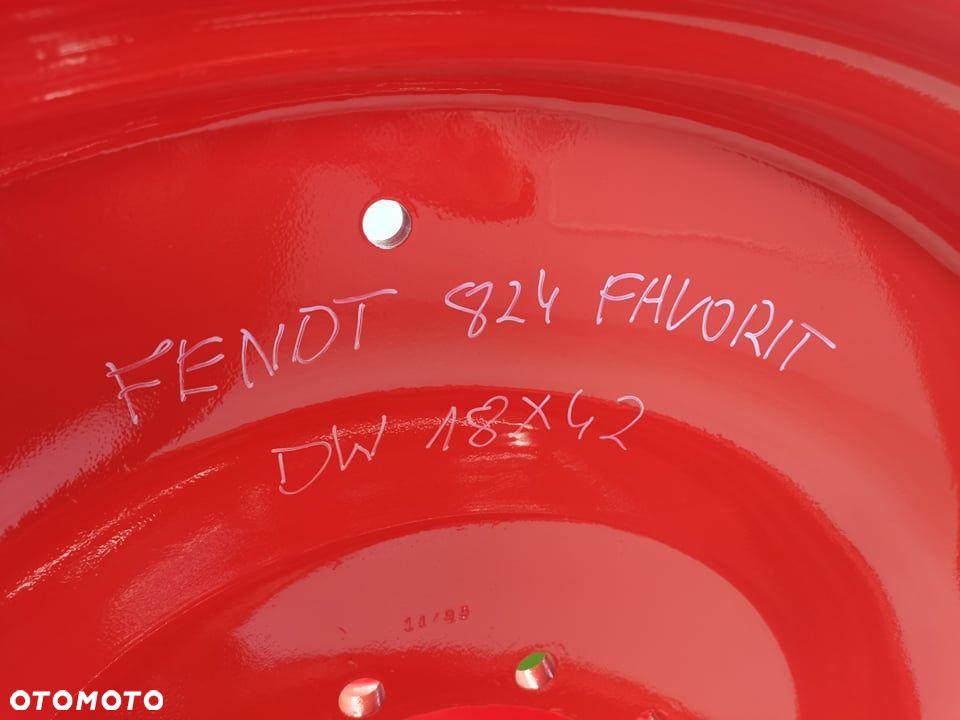 FENDT 824 FAVORIT
DW 18x42
OTOMOTO